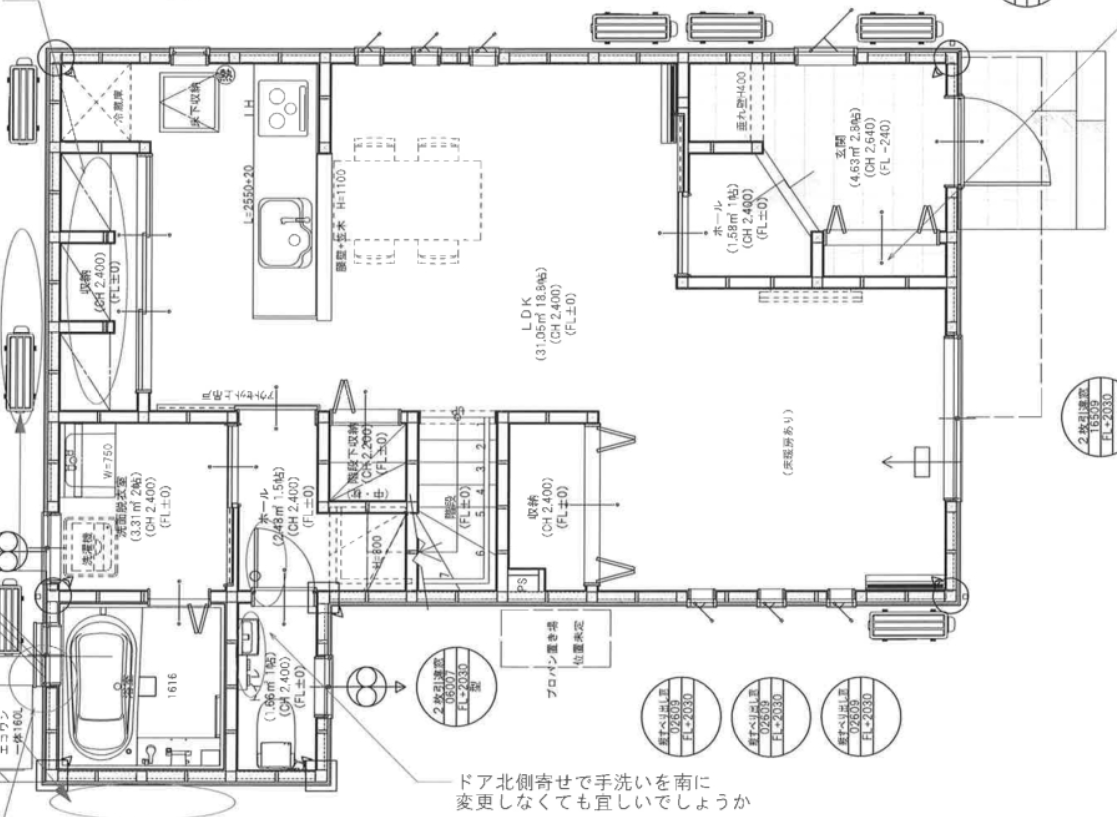 冷蔵庫
床下収納
IH
L=2550+20
腰壁+笠木 H=1100
収納
(CH 2,400)
(FL±0)
LDK
(31.05㎡ 18.8帖)
(CH 2,400)
(FL±0)
垂れ壁H400
玄関
(4.63㎡ 2.8帖)
(CH 2,640)
(FL -240)
ホール
(1.58㎡ 1帖)
(CH 2,400)
(FL±0)
(床暖房あり)
2枚引違窓
16509
FL+2030
W=750
洗面脱衣室
(3.31㎡ 2帖)
(CH 2,400)
(FL±0)
洗濯機
ホール
(2.48㎡ 1.5帖)
(CH 2,400)
(FL±0)
階段下収納
(CH 2,200)
(FL±0)
H=800
階段
(FL±0)
1
2
3
4
5
6
7
収納
(CH 2,400)
(FL±0)
PS
プロパン置き場
位置未定
エコワン
一体160L
浴室
1616
トイレ
(1.66㎡ 1帖)
(CH 2,400)
(FL±0)
2枚引違窓
06007
FL+2030
型
縦すべり出し窓
02609
FL+2030
縦すべり出し窓
02609
FL+2030
縦すべり出し窓
02609
FL+2030
ドア北側寄せで手洗いを南に
変更しなくても宜しいでしょうか